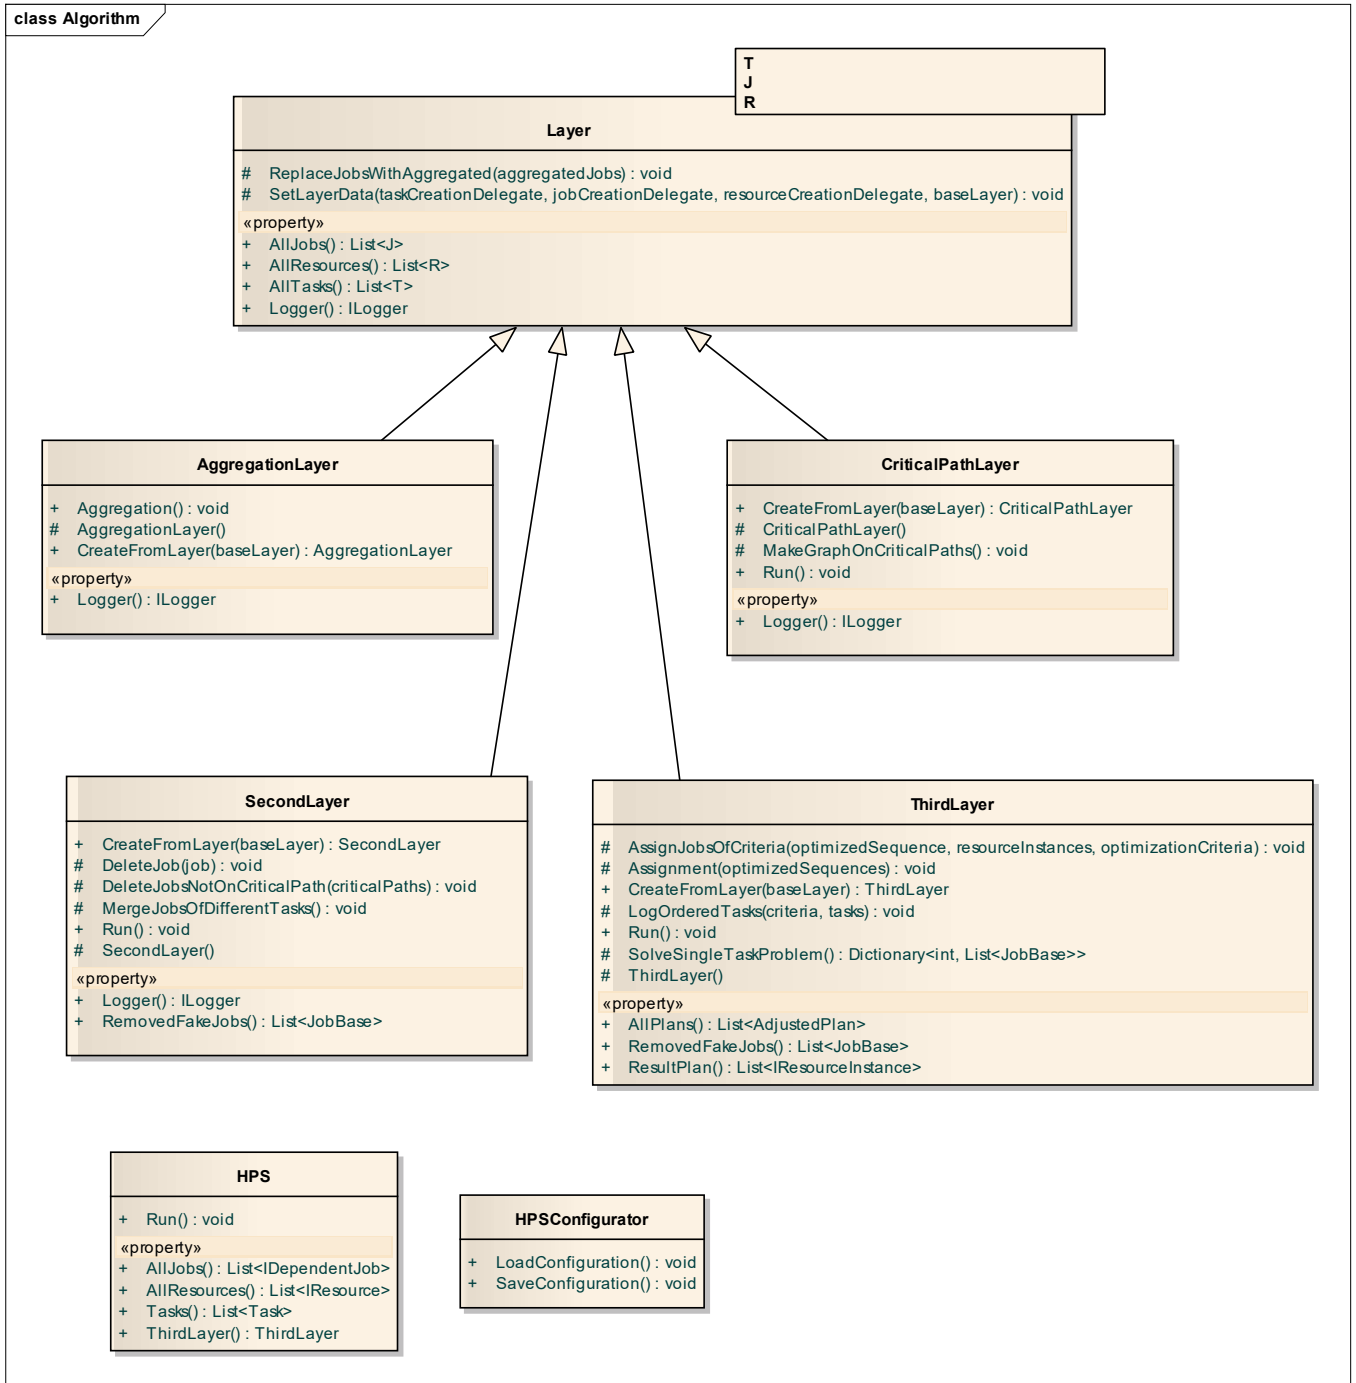 class Algorithm
T
J
R
Layer
# ReplaceJobsWithAggregated(aggregatedJobs) : void
# SetLayerData(taskCreationDelegate, jobCreationDelegate, resourceCreationDelegate, baseLayer) : void
«property»
+ AllJobs() : List<J>
+ AllResources() : List<R>
+ AllTasks() : List<T>
+ Logger() : ILogger
AggregationLayer
+ Aggregation() : void
# AggregationLayer()
+ CreateFromLayer(baseLayer) : AggregationLayer
«property»
+ Logger() : ILogger
CriticalPathLayer
+ CreateFromLayer(baseLayer) : CriticalPathLayer
# CriticalPathLayer()
# MakeGraphOnCriticalPaths() : void
+ Run() : void
«property»
+ Logger() : ILogger
SecondLayer
+ CreateFromLayer(baseLayer) : SecondLayer
# DeleteJob(job) : void
# DeleteJobsNotOnCriticalPath(criticalPaths) : void
# MergeJobsOfDifferentTasks() : void
+ Run() : void
# SecondLayer()
«property»
+ Logger() : ILogger
+ RemovedFakeJobs() : List<JobBase>
ThirdLayer
# AssignJobsOfCriteria(optimizedSequence, resourceInstances, optimizationCriteria) : void
# Assignment(optimizedSequences) : void
+ CreateFromLayer(baseLayer) : ThirdLayer
# LogOrderedTasks(criteria, tasks) : void
+ Run() : void
# SolveSingleTaskProblem() : Dictionary<int, List<JobBase>>
# ThirdLayer()
«property»
+ AllPlans() : List<AdjustedPlan>
+ RemovedFakeJobs() : List<JobBase>
+ ResultPlan() : List<IResourceInstance>
HPS
+ Run() : void
«property»
+ AllJobs() : List<IDependentJob>
+ AllResources() : List<IResource>
+ Tasks() : List<Task>
+ ThirdLayer() : ThirdLayer
HPSConfigurator
+ LoadConfiguration() : void
+ SaveConfiguration() : void